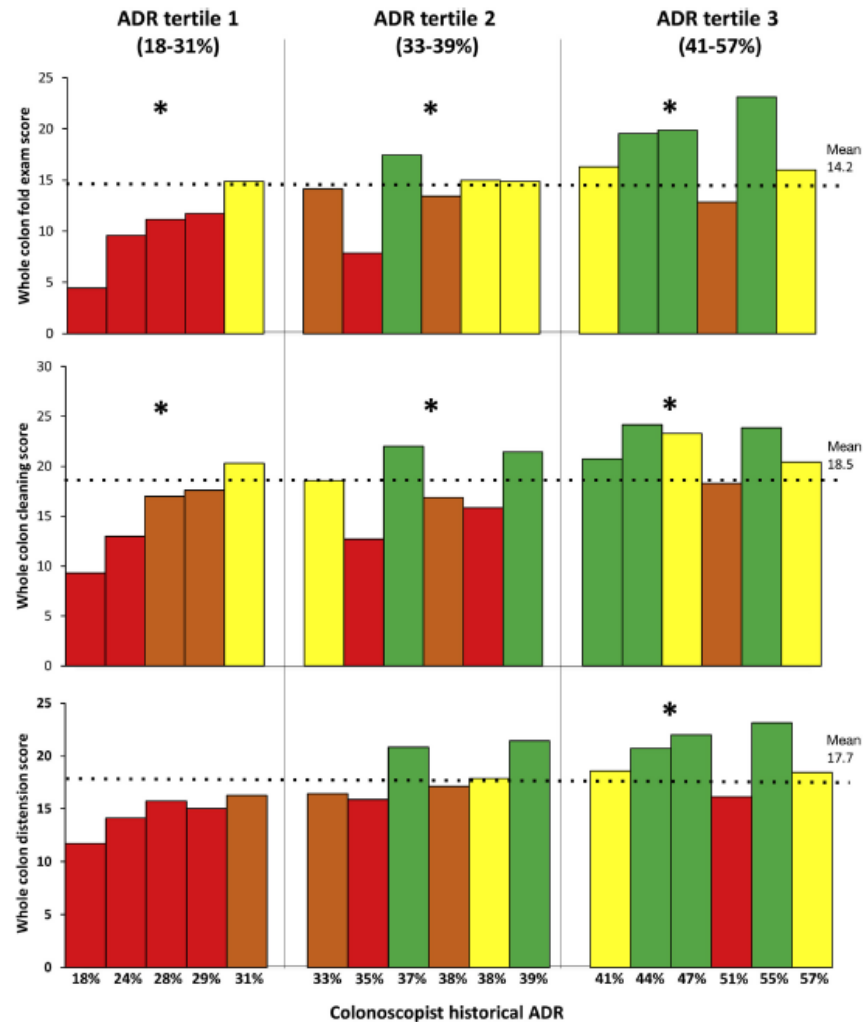 ADR tertile 1
(18-31%)
ADR tertile 2
(33-39%)
ADR tertile 3
(41-57%)
Whole colon fold exam score
25
20
15
10
5
0
*
*
*
Mean
14.2
Whole colon cleaning score
30
25
20
15
10
5
0
*
*
*
Mean
18.5
Whole colon distension score
25
20
15
10
5
0
*
Mean
17.7
18% 24% 28% 29% 31% 33% 35% 37% 38% 38% 39% 41% 44% 47% 51% 55% 57%
Colonoscopist historical ADR